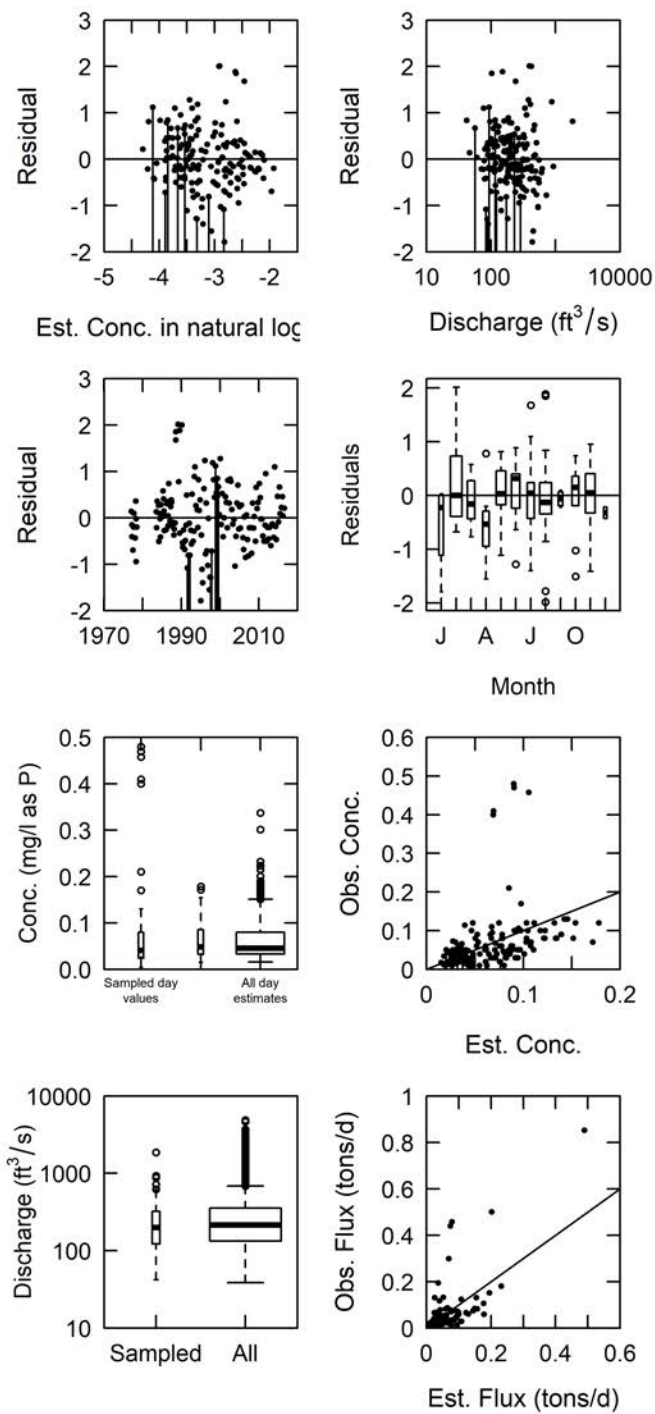 3
2
1
0
-1
-2
Residual
-5 -4 -3 -2
Est. Conc. in natural log
3
2
1
0
-1
-2
Residual
10 100 10000
Discharge (ft³/s)
3
2
1
0
-1
-2
Residual
1970 1990 2010
2
1
0
-1
-2
Residuals
J A J O
Month
0.5
0.4
0.3
0.2
0.1
0.0
Conc. (mg/l as P)
Sampled day
values
All day
estimates
0.6
0.5
0.4
0.3
0.2
0.1
0.0
Obs. Conc.
0 0.1 0.2
Est. Conc.
10000
1000
100
10
Discharge (ft³/s)
Sampled All
1
0.8
0.6
0.4
0.2
0
Obs. Flux (tons/d)
0 0.2 0.4 0.6
Est. Flux (tons/d)